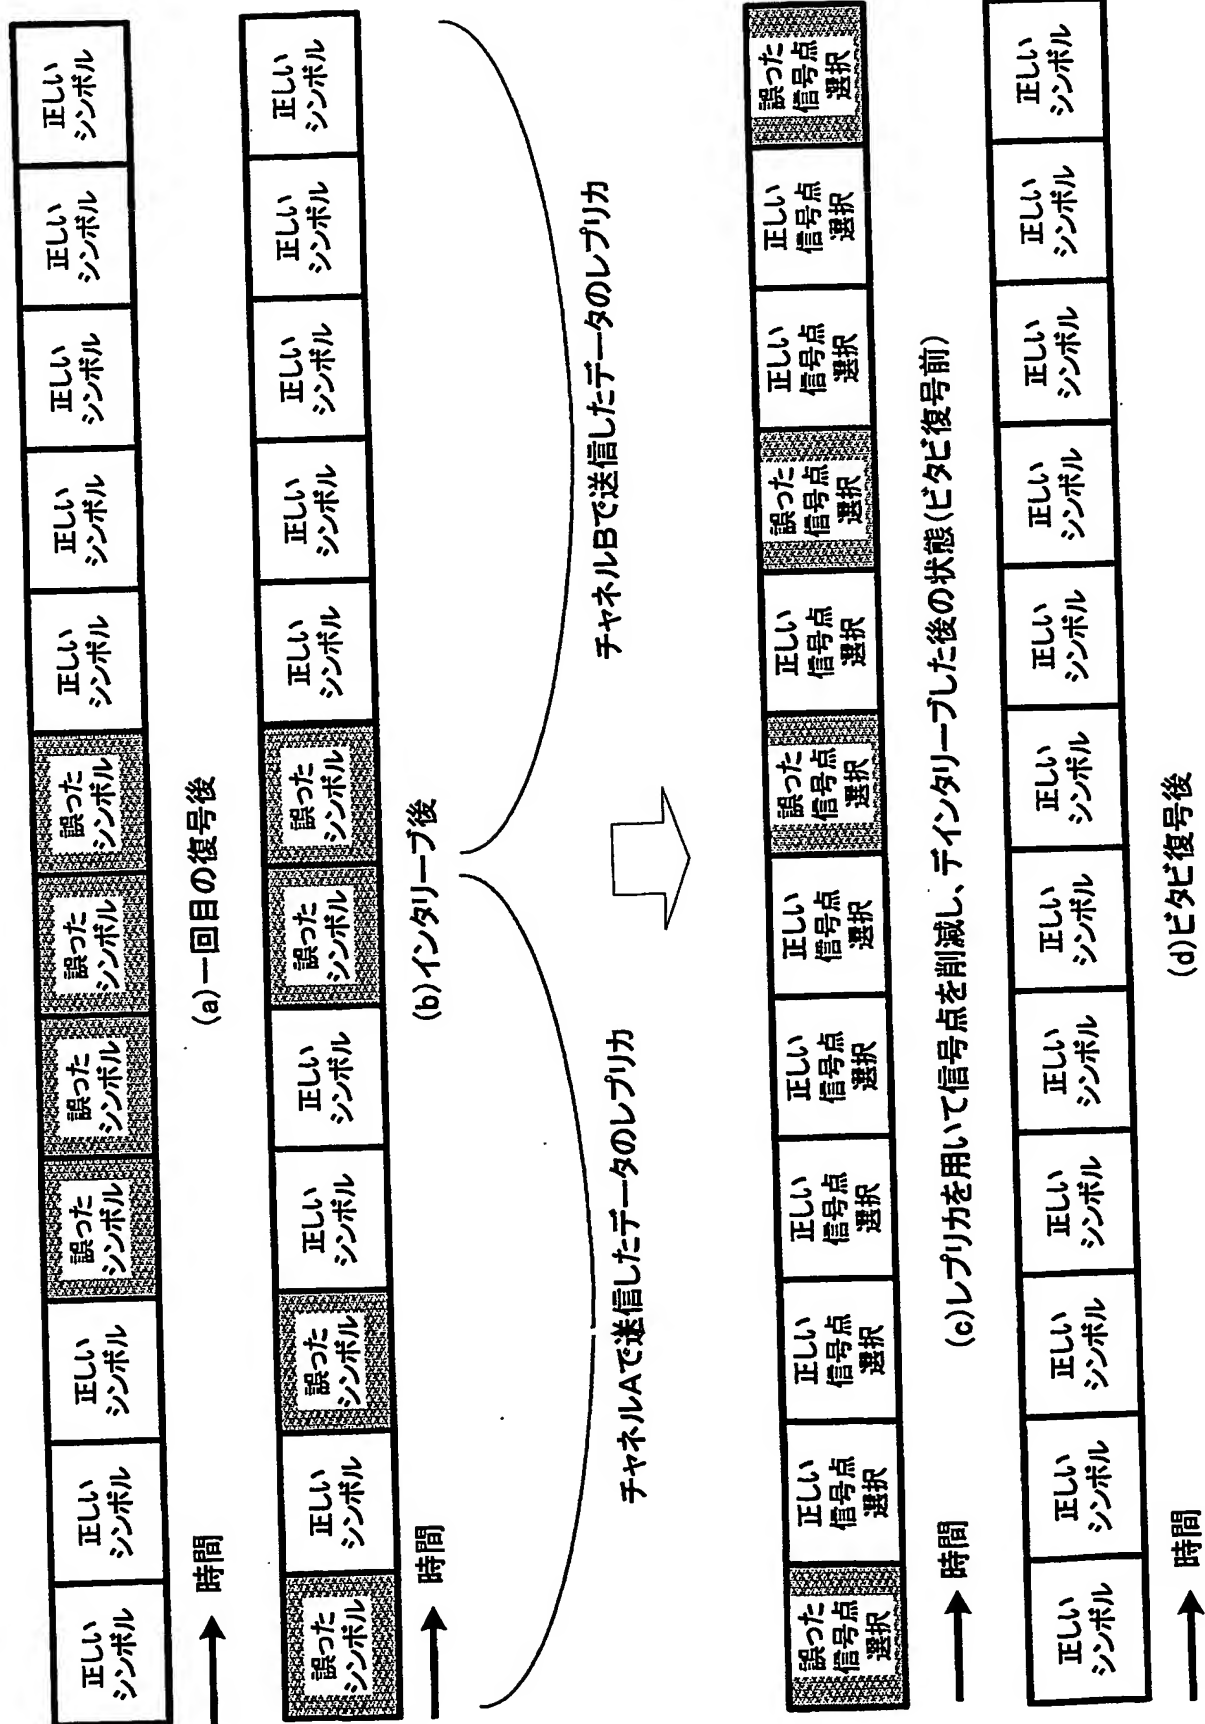 正しい
シンボル
正しい
シンボル
正しい
シンボル
誤った
シンボル
誤った
シンボル
誤った
シンボル
誤った
シンボル
正しい
シンボル
正しい
シンボル
正しい
シンボル
正しい
シンボル
正しい
シンボル
時間
(a)一回目の復号後
誤った
シンボル
正しい
シンボル
誤った
シンボル
正しい
シンボル
正しい
シンボル
誤った
シンボル
誤った
シンボル
正しい
シンボル
正しい
シンボル
正しい
シンボル
正しい
シンボル
正しい
シンボル
時間
(b)インタリーブ後
チャネルAで送信したデータのレプリカ
チャネルBで送信したデータのレプリカ
誤った
信号点
選択
正しい
信号点
選択
正しい
信号点
選択
正しい
信号点
選択
正しい
信号点
選択
正しい
信号点
選択
誤った
信号点
選択
正しい
信号点
選択
誤った
信号点
選択
正しい
信号点
選択
正しい
信号点
選択
誤った
信号点
選択
時間
(c)レプリカを用いて信号点を削減し、デインタリーブした後の状態(ビタビ復号前)
正しい
シンボル
正しい
シンボル
正しい
シンボル
正しい
シンボル
正しい
シンボル
正しい
シンボル
正しい
シンボル
正しい
シンボル
正しい
シンボル
正しい
シンボル
正しい
シンボル
正しい
シンボル
時間
(d)ビタビ復号後